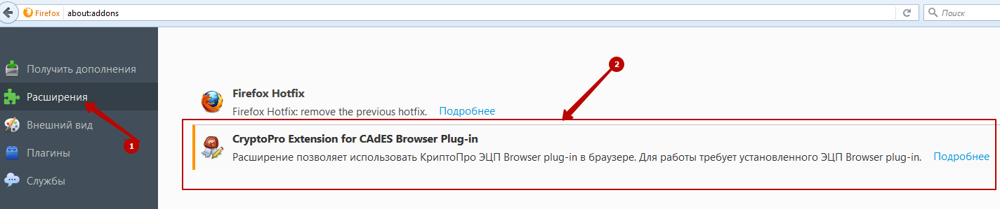 Firefox about:addons Поиск
Получить дополнения
Расширения
Внешний вид
Плагины
Службы
1
2
Firefox Hotfix
Firefox Hotfix: remove the previous hotfix. Подробнее
CryptoPro Extension for CAdES Browser Plug-in
Расширение позволяет использовать КриптоПро ЭЦП Browser plug-in в браузере. Для работы требует установленного ЭЦП Browser plug-in. Подробнее